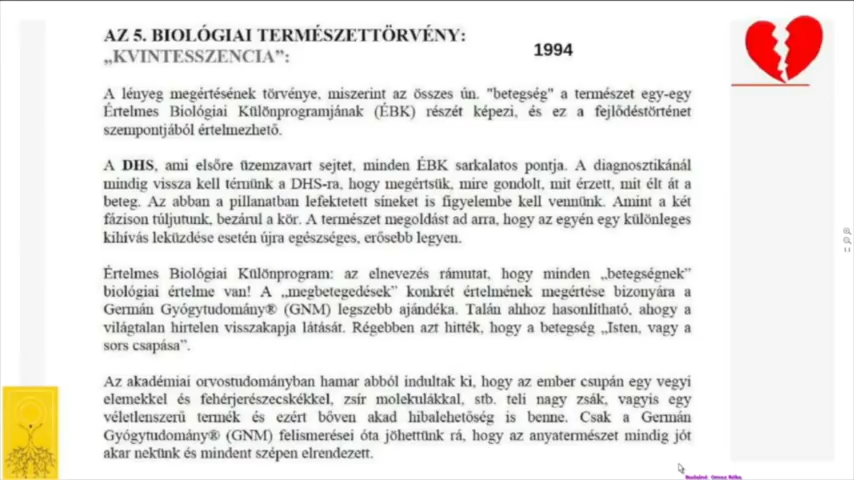 AZ 5. BIOLÓGIAI TERMÉSZETTÖRVÉNY:
„KVINTESSZENCIA”:
1994
A lényeg megértésének törvénye, miszerint az összes ún. "betegség" a természet egy-egy
Értelmes Biológiai Különprogramjának (ÉBK) részét képezi, és ez a fejlődéstörténet
szempontjából értelmezhető.
A DHS, ami elsőre üzemzavart sejtet, minden ÉBK sarkalatos pontja. A diagnosztikánál
mindig vissza kell térnünk a DHS-ra, hogy megértsük, mire gondolt, mit érzett, mit élt át a
beteg. Az abban a pillanatban lefektetett síneket is figyelembe kell vennünk. Amint a két
fázison túljutunk, bezárul a kör. A természet megoldást ad arra, hogy az egyén egy különleges
kihívás leküzdése esetén újra egészséges, erősebb legyen.
Értelmes Biológiai Különprogram: az elnevezés rámutat, hogy minden „betegségnek”
biológiai értelme van! A „megbetegedések” konkrét értelmének megértése bizonyára a
Germán Gyógytudomány® (GNM) legszebb ajándéka. Talán ahhoz hasonlítható, ahogy a
világtalan hirtelen visszakapja látását. Régebben azt hitték, hogy a betegség „Isten, vagy a
sors csapása”.
Az akadémiai orvostudományban hamar abból indultak ki, hogy az ember csupán egy vegyi
elemekkel és fehérjerészecskékkel, zsír molekulákkal, stb. teli nagy zsák, vagyis egy
véletlenszerű termék és ezért bőven akad hibalehetőség is benne. Csak a Germán
Gyógytudomány® (GNM) felismerései óta jöhettünk rá, hogy az anyatermészet mindig jót
akar nekünk és mindent szépen elrendezett.